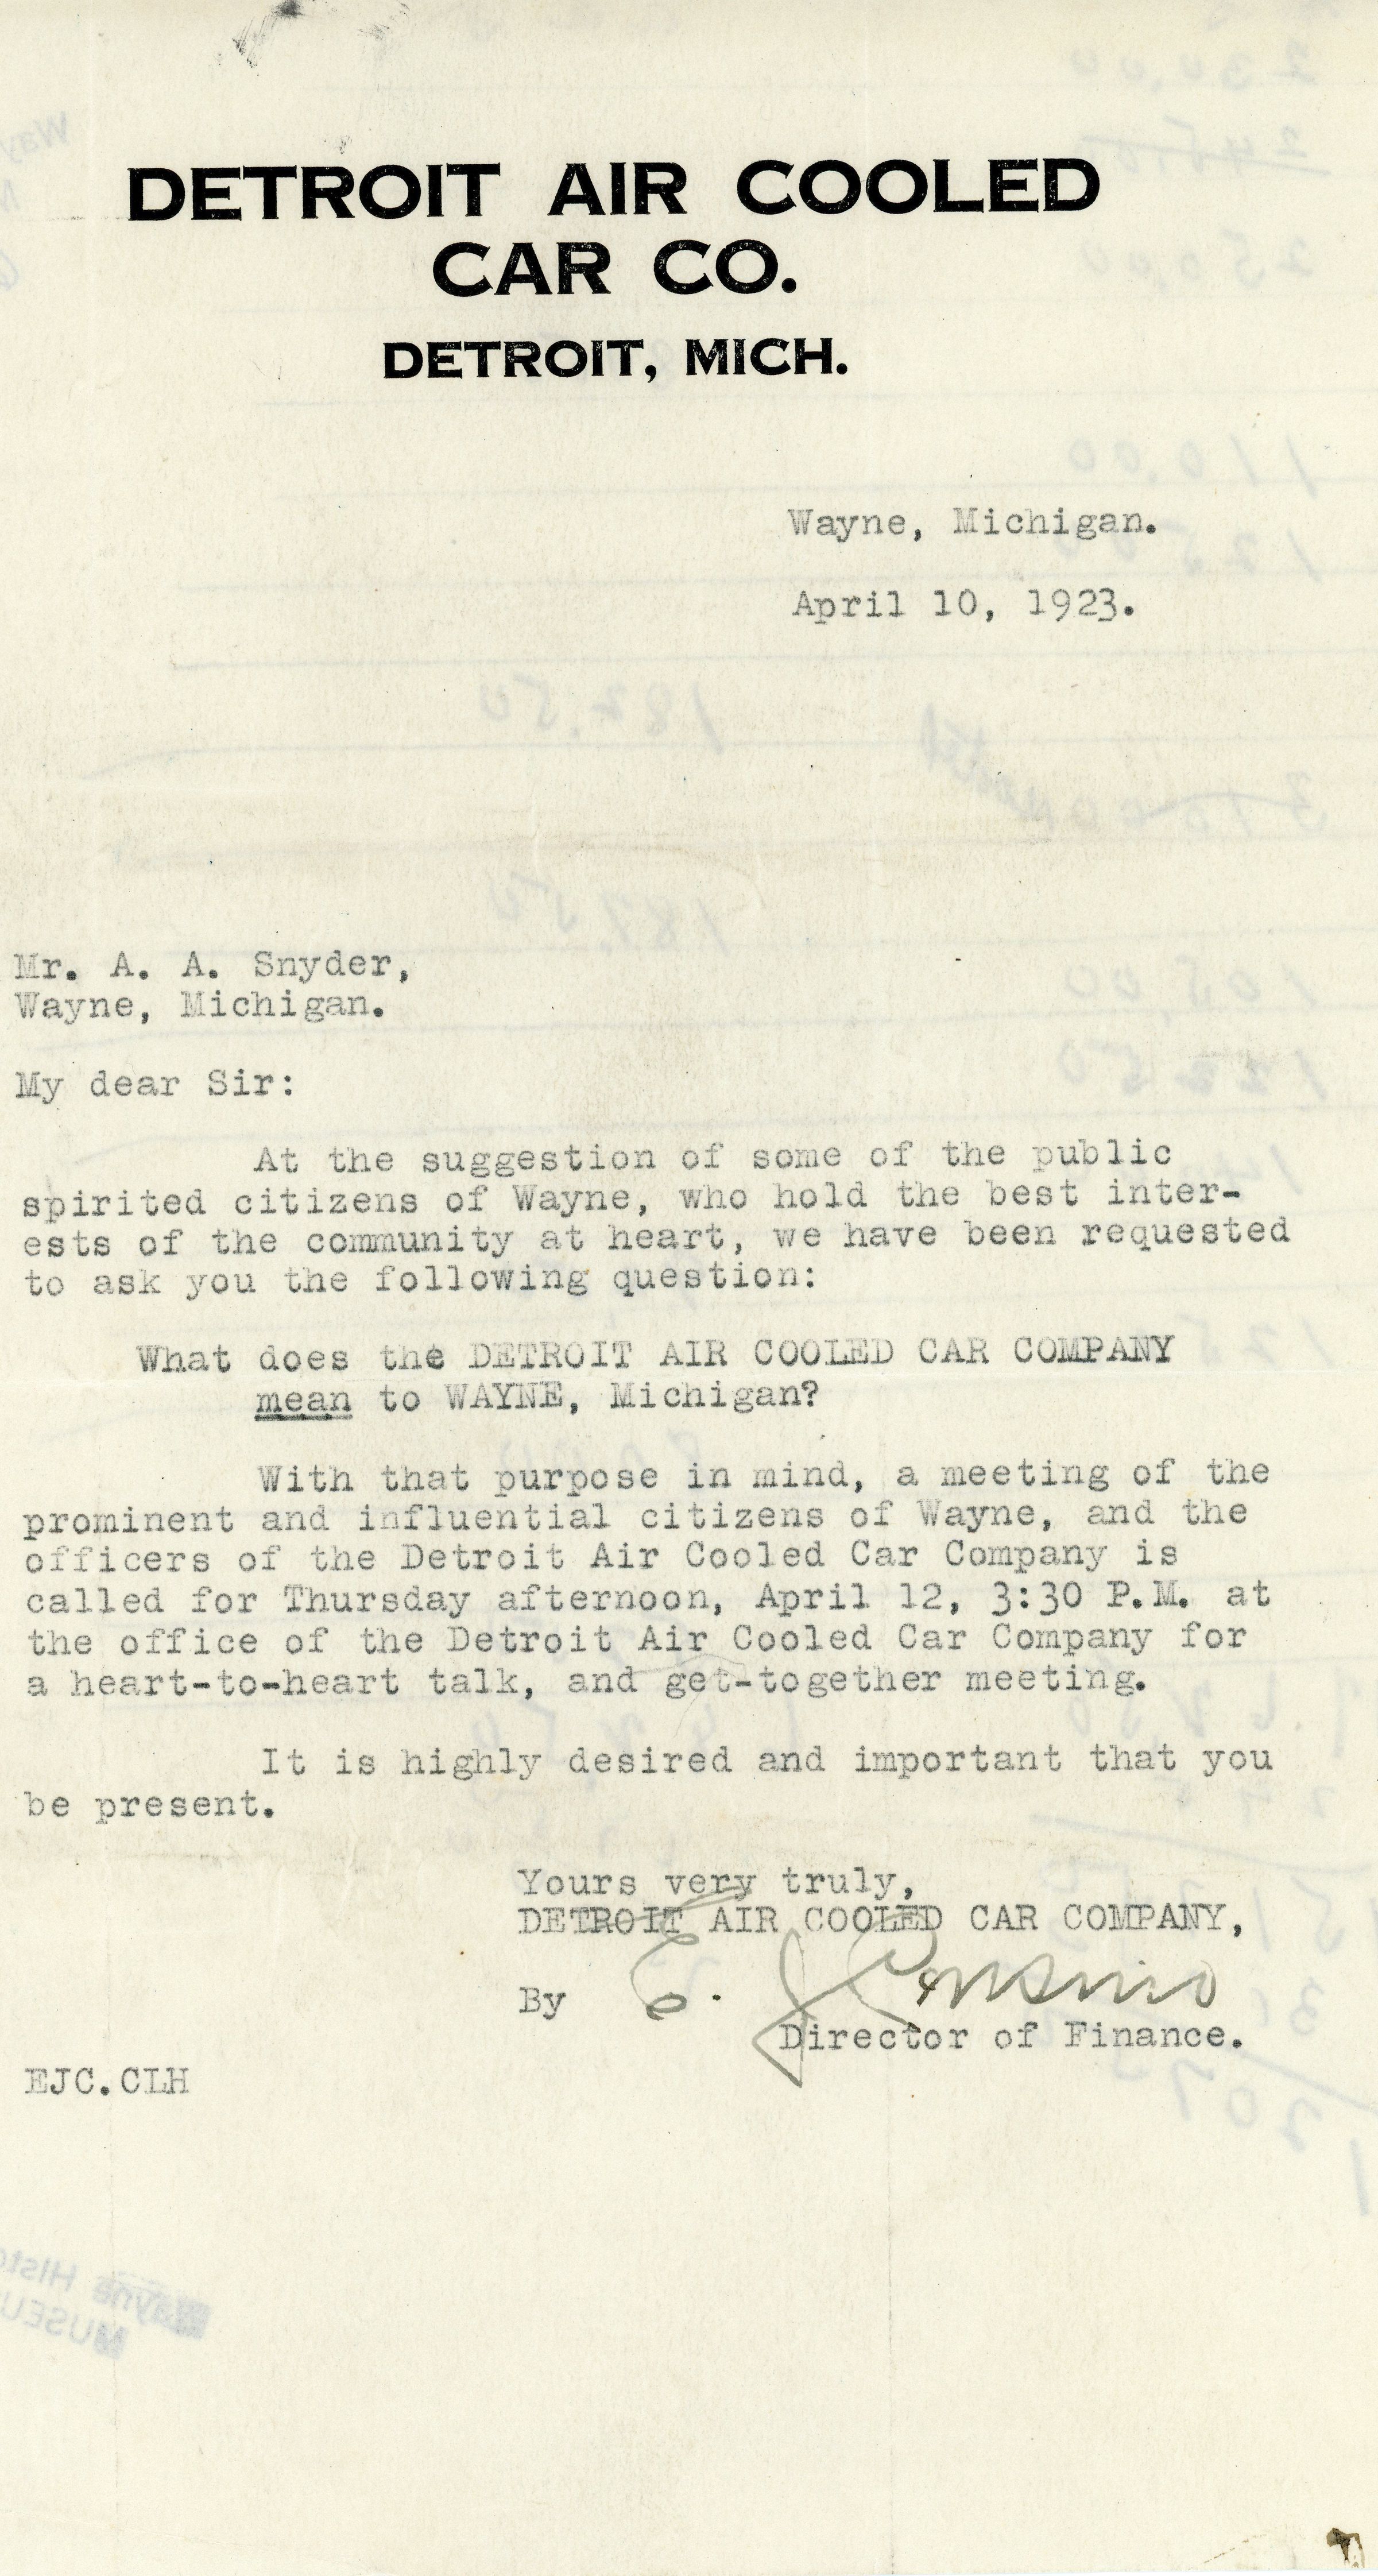 DETROIT AIR COOLED
CAR CO.
DETROIT, MICH.
Wayne, Michigan.
April 10, 1923.
Mr. A. A. Snyder,
Wayne, Michigan.
My dear Sir:
At the suggestion of some of the public
spirited citizens of Wayne, who hold the best inter-
ests of the community at heart, we have been requested
to ask you the following question:
What does the DETROIT AIR COOLED CAR COMPANY
mean to WAYNE, Michigan?
With that purpose in mind, a meeting of the
prominent and influential citizens of Wayne, and the
officers of the Detroit Air Cooled Car Company is
called for Thursday afternoon, April 12, 3:30 P.M. at
the office of the Detroit Air Cooled Car Company for
a heart-to-heart talk, and get-together meeting.
It is highly desired and important that you
be present.
Yours very truly,
DETROIT AIR COOLED CAR COMPANY,
By E. J.
Director of Finance.
EJC.CLH